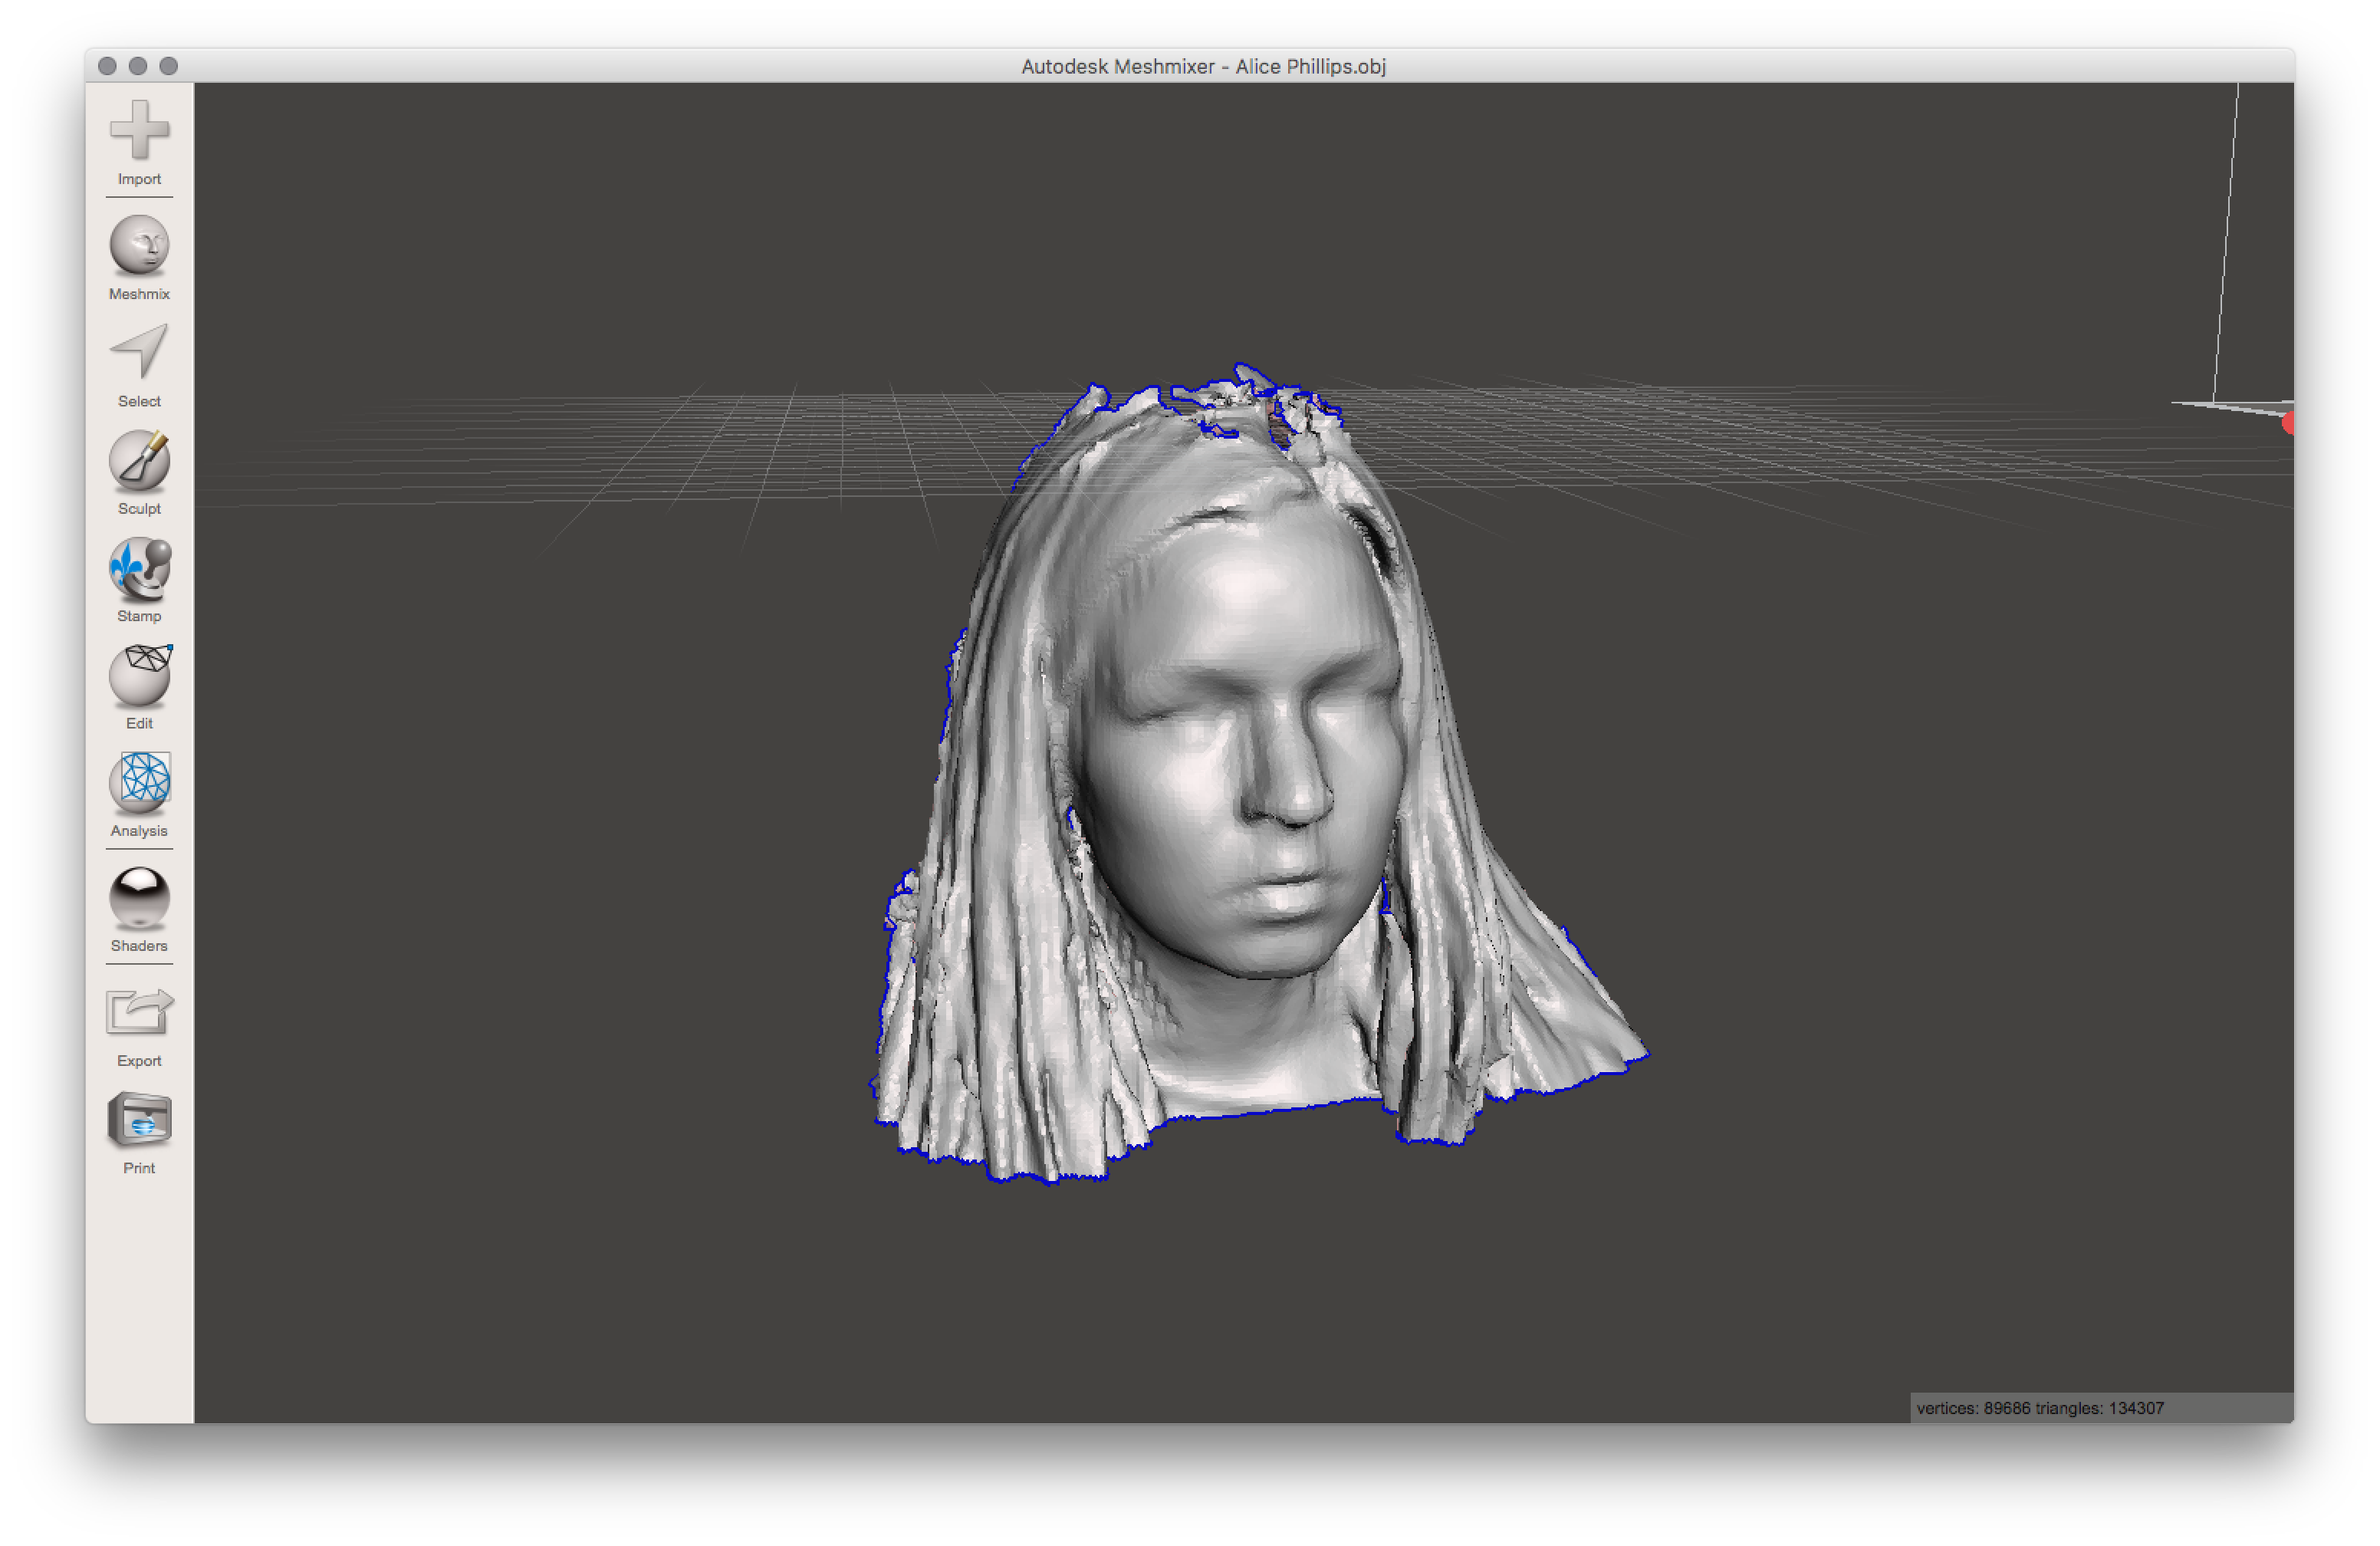 Autodesk Meshmixer - Alice Phillips.obj
Import
Meshmix
Select
Sculpt
Stamp
Edit
Analysis
Shaders
Export
Print
vertices: 89686 triangles: 134307